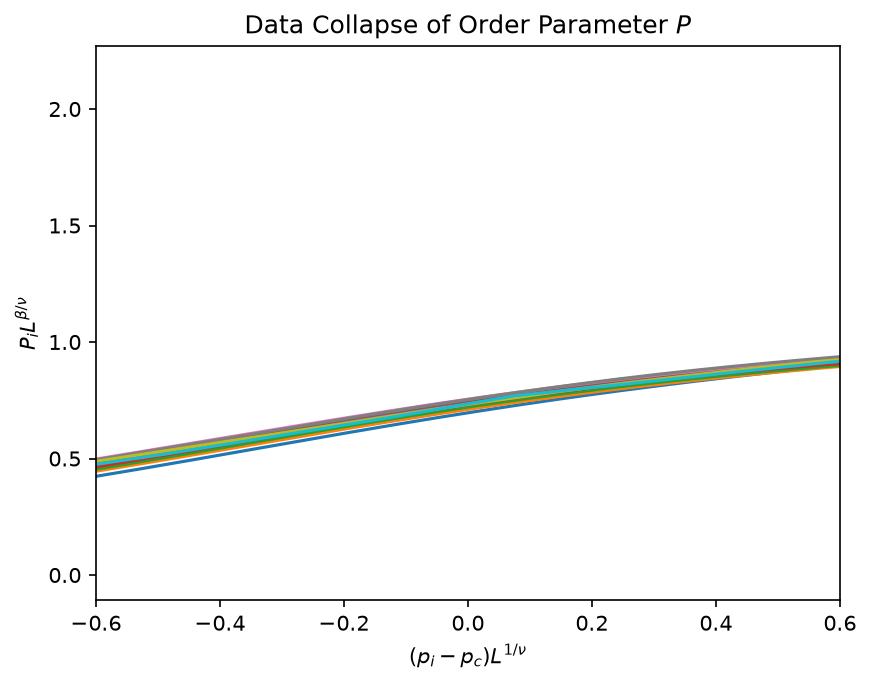 Data Collapse of Order Parameter P
2.0
1.5
1.0
0.5
0.0
P_i L^{β/ν}
−0.6 −0.4 −0.2 0.0 0.2 0.4 0.6
(p_i − p_c)L^{1/ν}